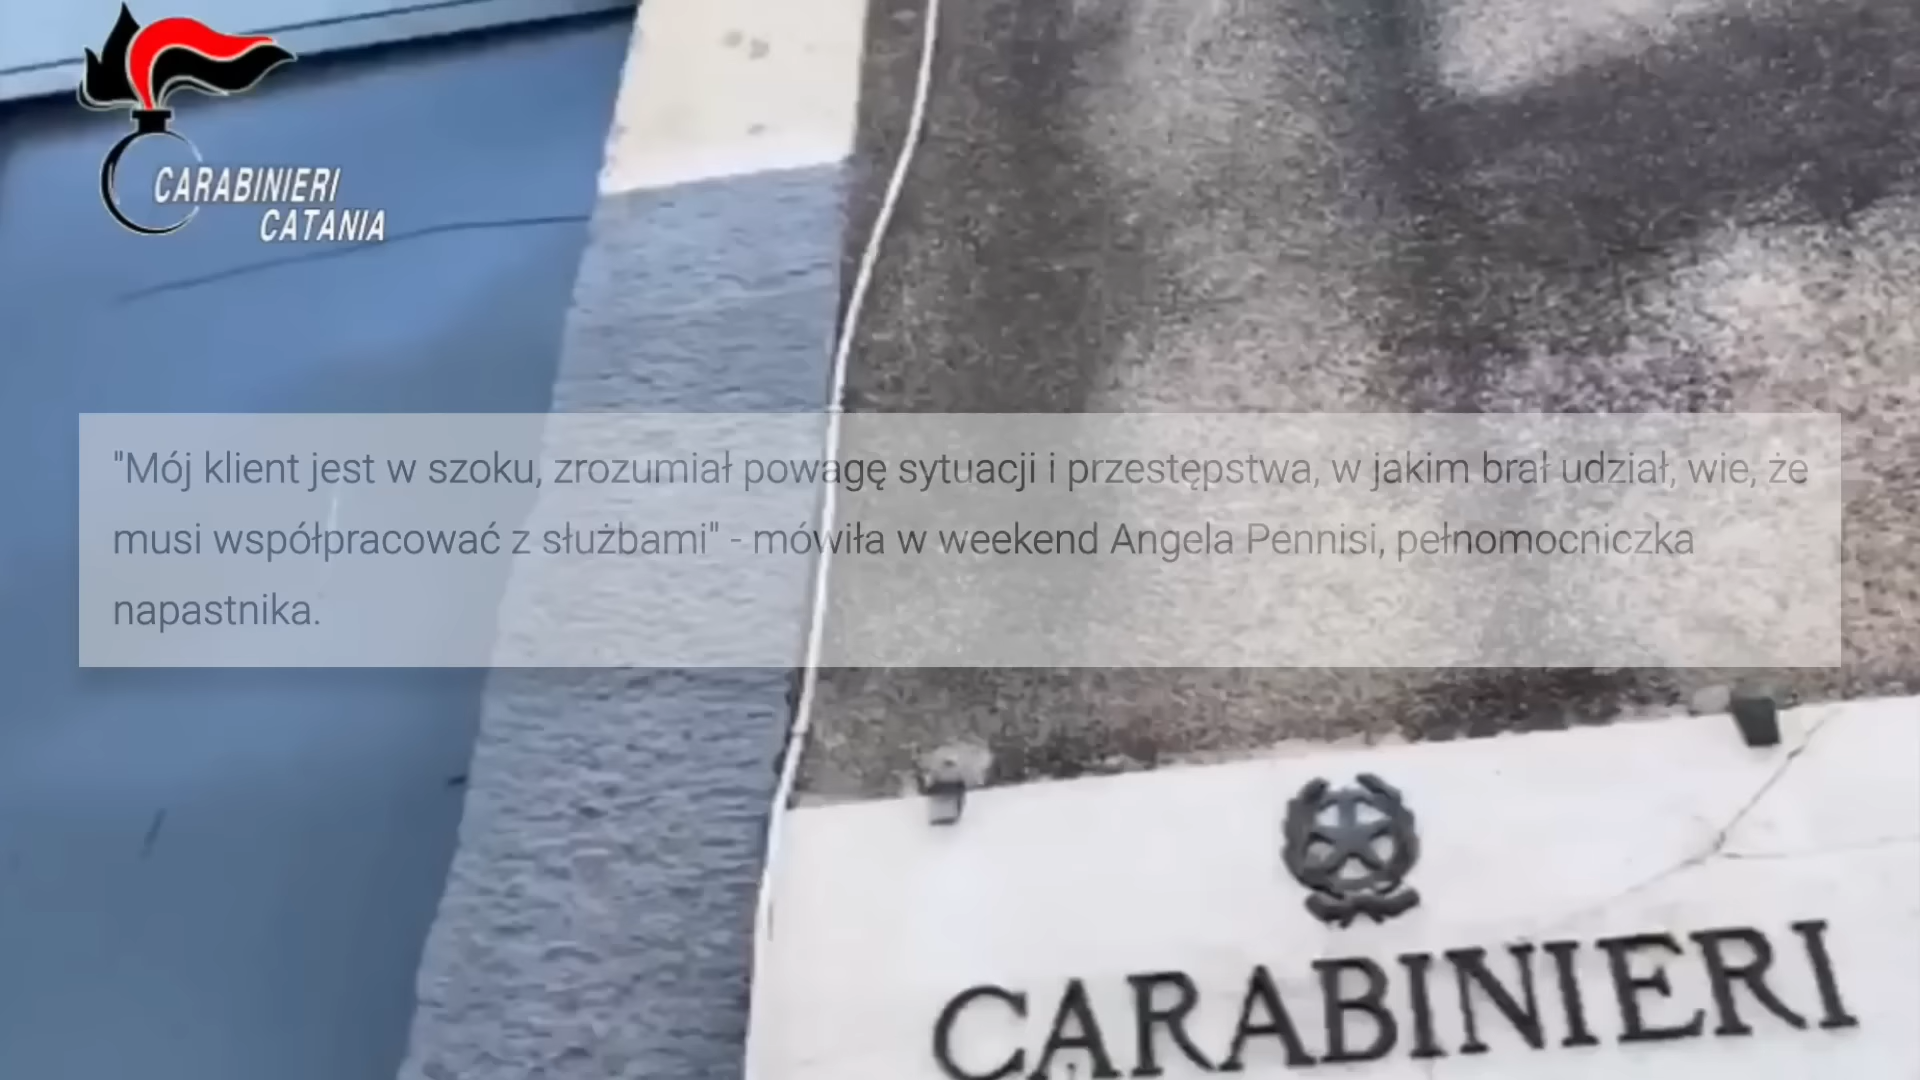 CARABINIERI
CATANIA
"Mój klient jest w szoku, zrozumiał powagę sytuacji i przestępstwa, w jakim brał udział, wie, że
musi współpracować z służbami" - mówiła w weekend Angela Pennisi, pełnomocniczka
napastnika.
CARABINIERI